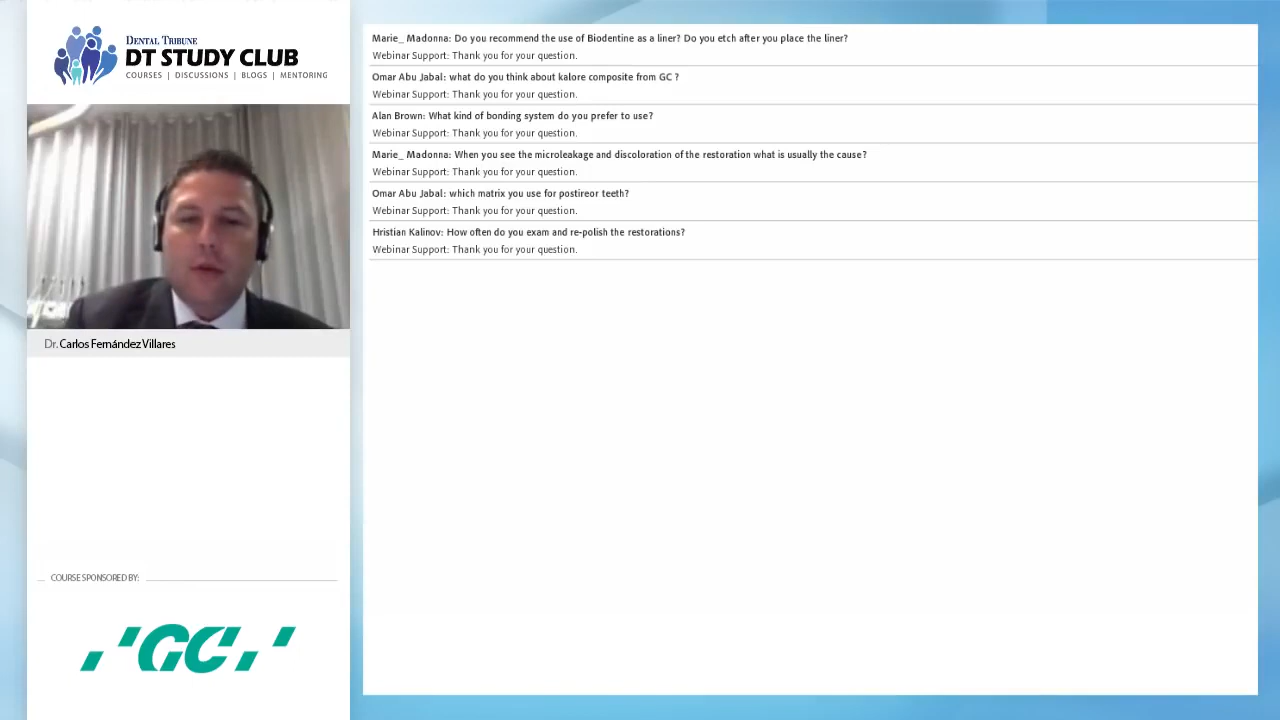 DENTAL TRIBUNE
DT STUDY CLUB
COURSES | DISCUSSIONS | BLOGS | MENTORING
Dr. Carlos Fernández Villares
COURSE SPONSORED BY:
GC
Marie_ Madonna: Do you recommend the use of Biodentine as a liner? Do you etch after you place the liner?
Webinar Support: Thank you for your question.
Omar Abu Jabal: what do you think about kalore composite from GC ?
Webinar Support: Thank you for your question.
Alan Brown: What kind of bonding system do you prefer to use?
Webinar Support: Thank you for your question.
Marie_ Madonna: When you see the microleakage and discoloration of the restoration what is usually the cause?
Webinar Support: Thank you for your question.
Omar Abu Jabal: which matrix you use for postireor teeth?
Webinar Support: Thank you for your question.
Hristian Kalinov: How often do you exam and re-polish the restorations?
Webinar Support: Thank you for your question.